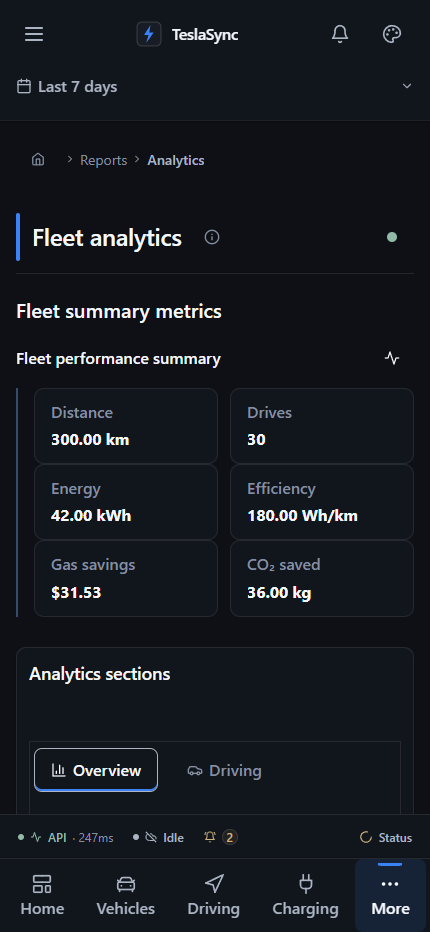 TeslaSync
Last 7 days
Reports > Analytics
Fleet analytics
Fleet summary metrics
Fleet performance summary
Distance
300.00 km
Drives
30
Energy
42.00 kWh
Efficiency
180.00 Wh/km
Gas savings
$31.53
CO₂ saved
36.00 kg
Analytics sections
Overview
Driving
API · 247ms
Idle
2
Status
Home
Vehicles
Driving
Charging
More